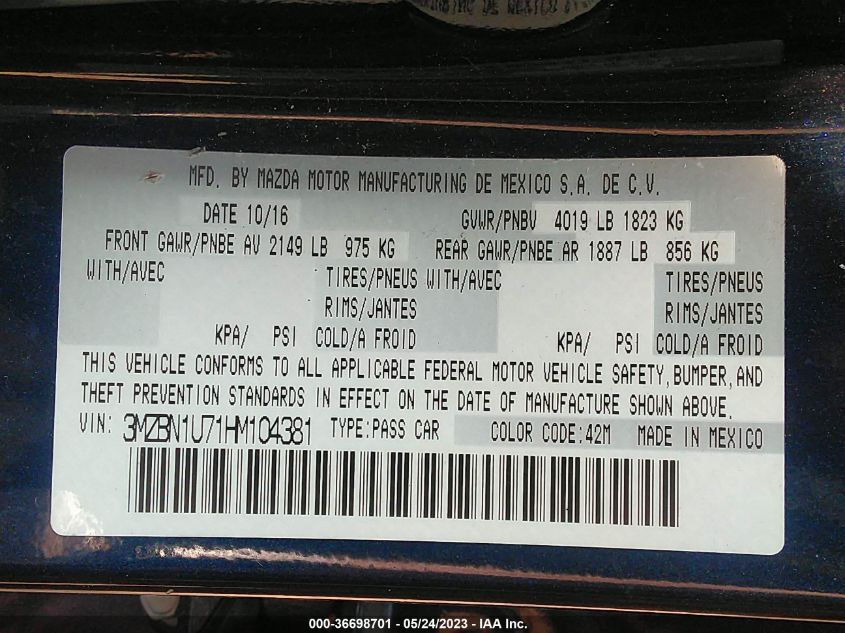 DE MEXICO
MFD. BY MAZDA MOTOR MANUFACTURING DE MEXICO S.A. DE C.V.
DATE 10/16 GVWR/PNBV 4019 LB 1823 KG
FRONT GAWR/PNBE AV 2149 LB 975 KG REAR GAWR/PNBE AR 1887 LB 856 KG
WITH/AVEC TIRES/PNEUS WITH/AVEC TIRES/PNEUS
RIMS/JANTES RIMS/JANTES
KPA/ PSI COLD/A FROID KPA/ PSI COLD/A FROID
THIS VEHICLE CONFORMS TO ALL APPLICABLE FEDERAL MOTOR VEHICLE SAFETY, BUMPER, AND
THEFT PREVENTION STANDARDS IN EFFECT ON THE DATE OF MANUFACTURE SHOWN ABOVE.
VIN: 3MZBN1U71HM104381 TYPE:PASS CAR COLOR CODE:42M MADE IN MEXICO
000-36698701 - 05/24/2023 - IAA Inc.